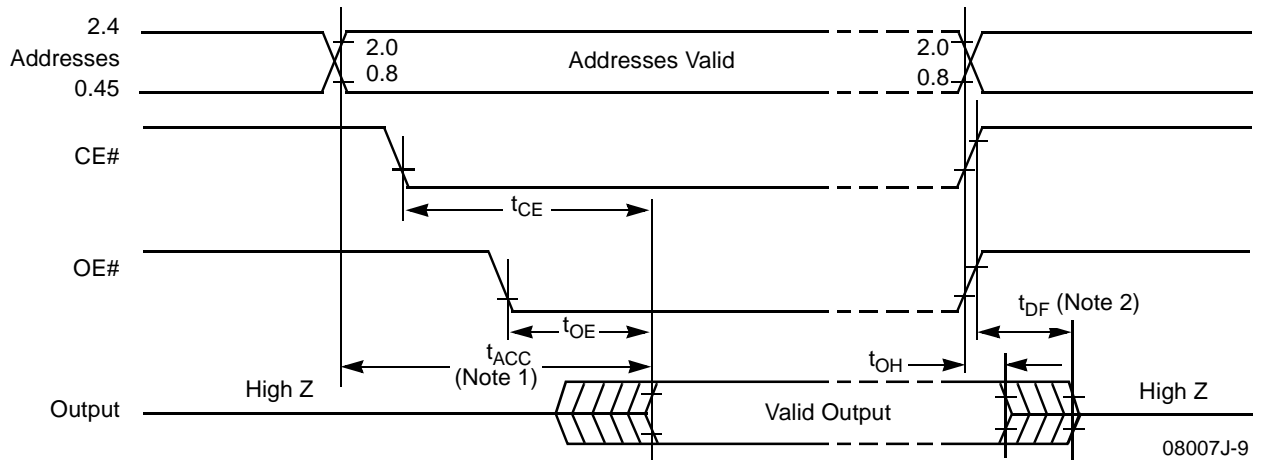 2.4
Addresses
0.45
2.0
0.8
Addresses Valid
2.0
0.8
CE#
tCE
OE#
tOE
tDF (Note 2)
tACC
(Note 1)
tOH
High Z
High Z
Output
Valid Output
08007J-9